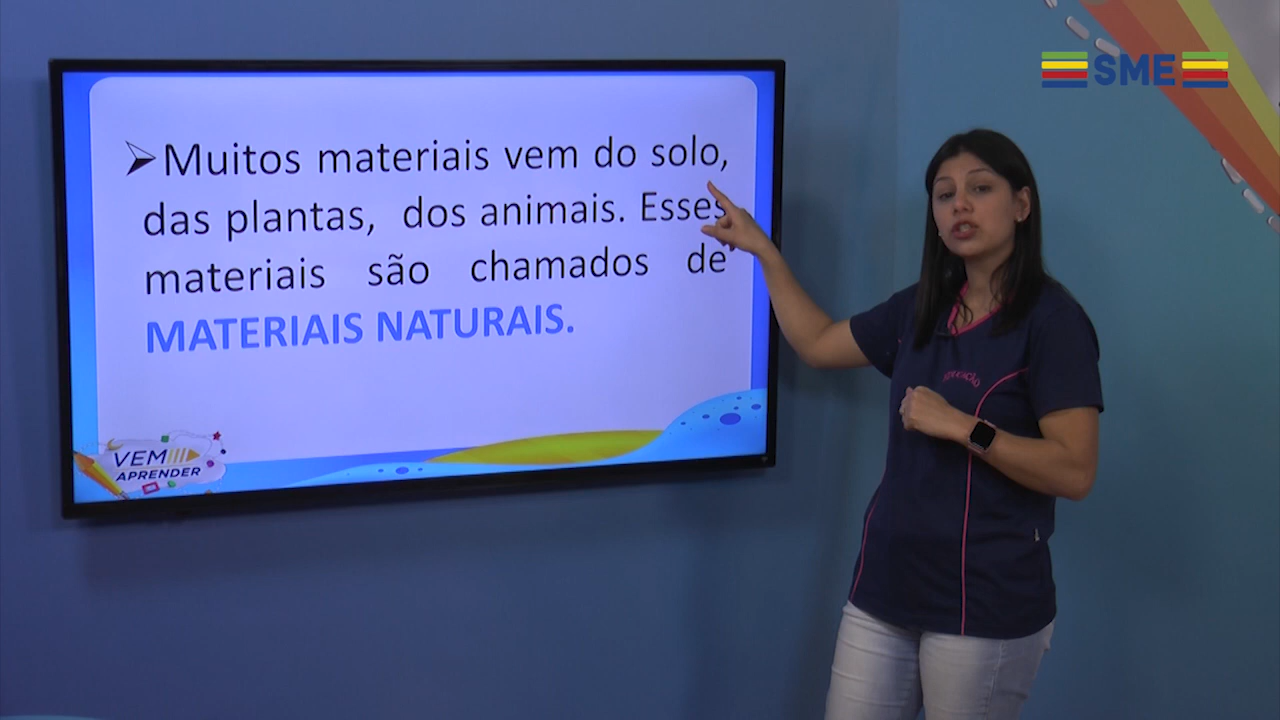 SME
Muitos materiais vem do solo,
das plantas, dos animais. Esses
materiais são chamados de
MATERIAIS NATURAIS.
VEM
APRENDER